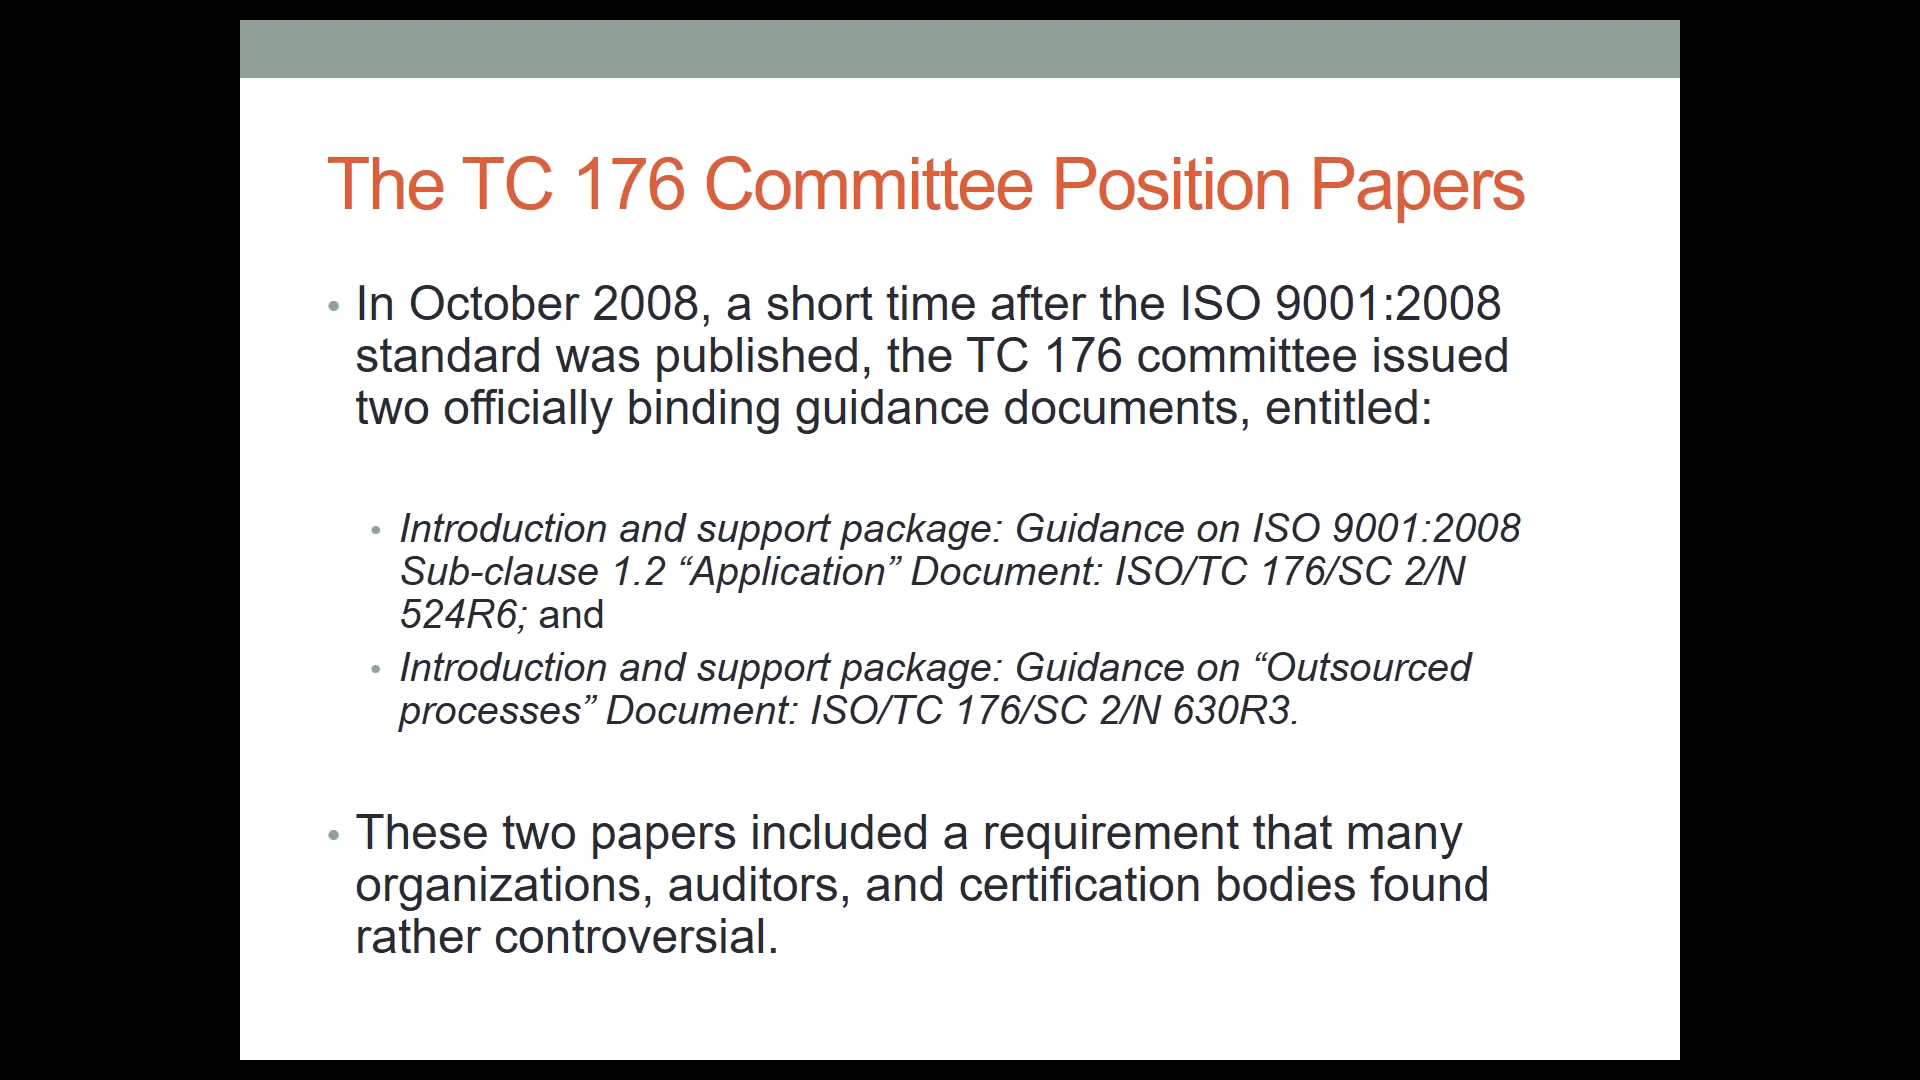 The TC 176 Committee Position Papers
• In October 2008, a short time after the ISO 9001:2008
standard was published, the TC 176 committee issued
two officially binding guidance documents, entitled:
• Introduction and support package: Guidance on ISO 9001:2008
Sub-clause 1.2 “Application” Document: ISO/TC 176/SC 2/N
524R6; and
• Introduction and support package: Guidance on “Outsourced
processes” Document: ISO/TC 176/SC 2/N 630R3.
• These two papers included a requirement that many
organizations, auditors, and certification bodies found
rather controversial.